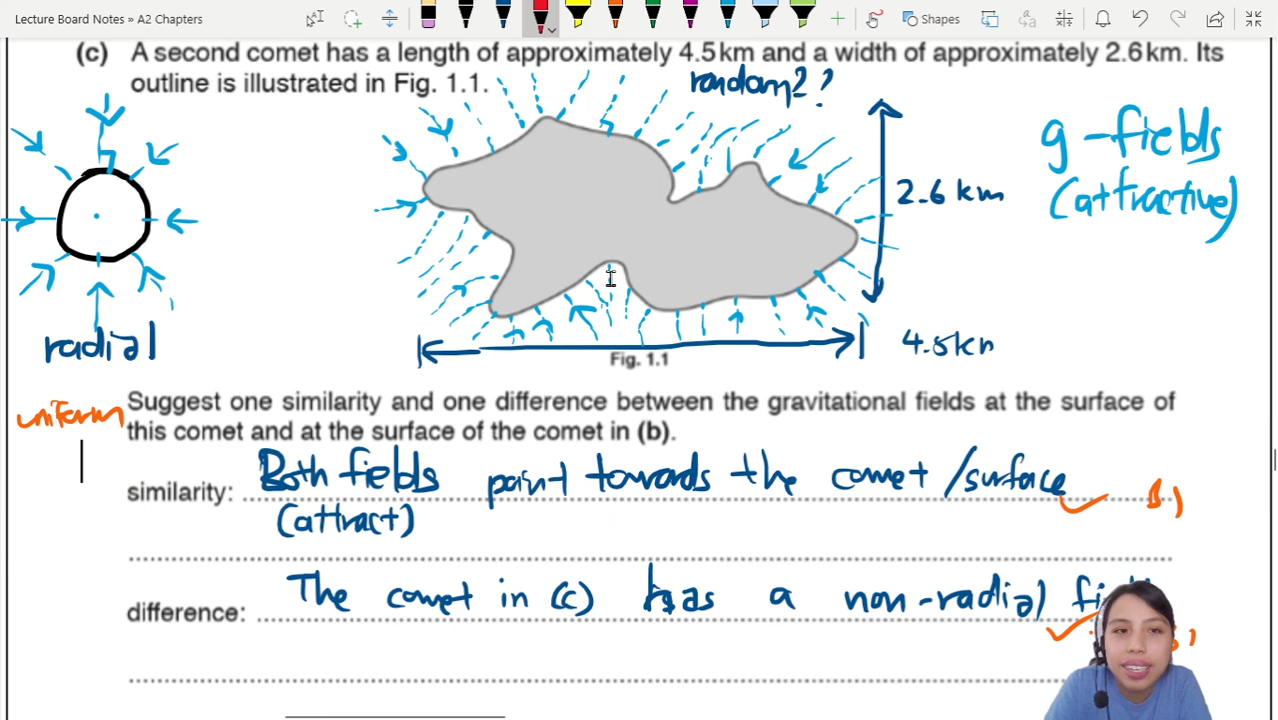 Lecture Board Notes » A2 Chapters
Shapes
(c) A second comet has a length of approximately 4.5 km and a width of approximately 2.6 km. Its
outline is illustrated in Fig. 1.1.
random??
g-fields
(attractive)
2.6 km
radial
4.5km
Fig. 1.1
uniform
Suggest one similarity and one difference between the gravitational fields at the surface of
this comet and at the surface of the comet in (b).
similarity: Both fields point towards the comet /surface B1
(attract)
difference: The comet in (c) has a non-radial